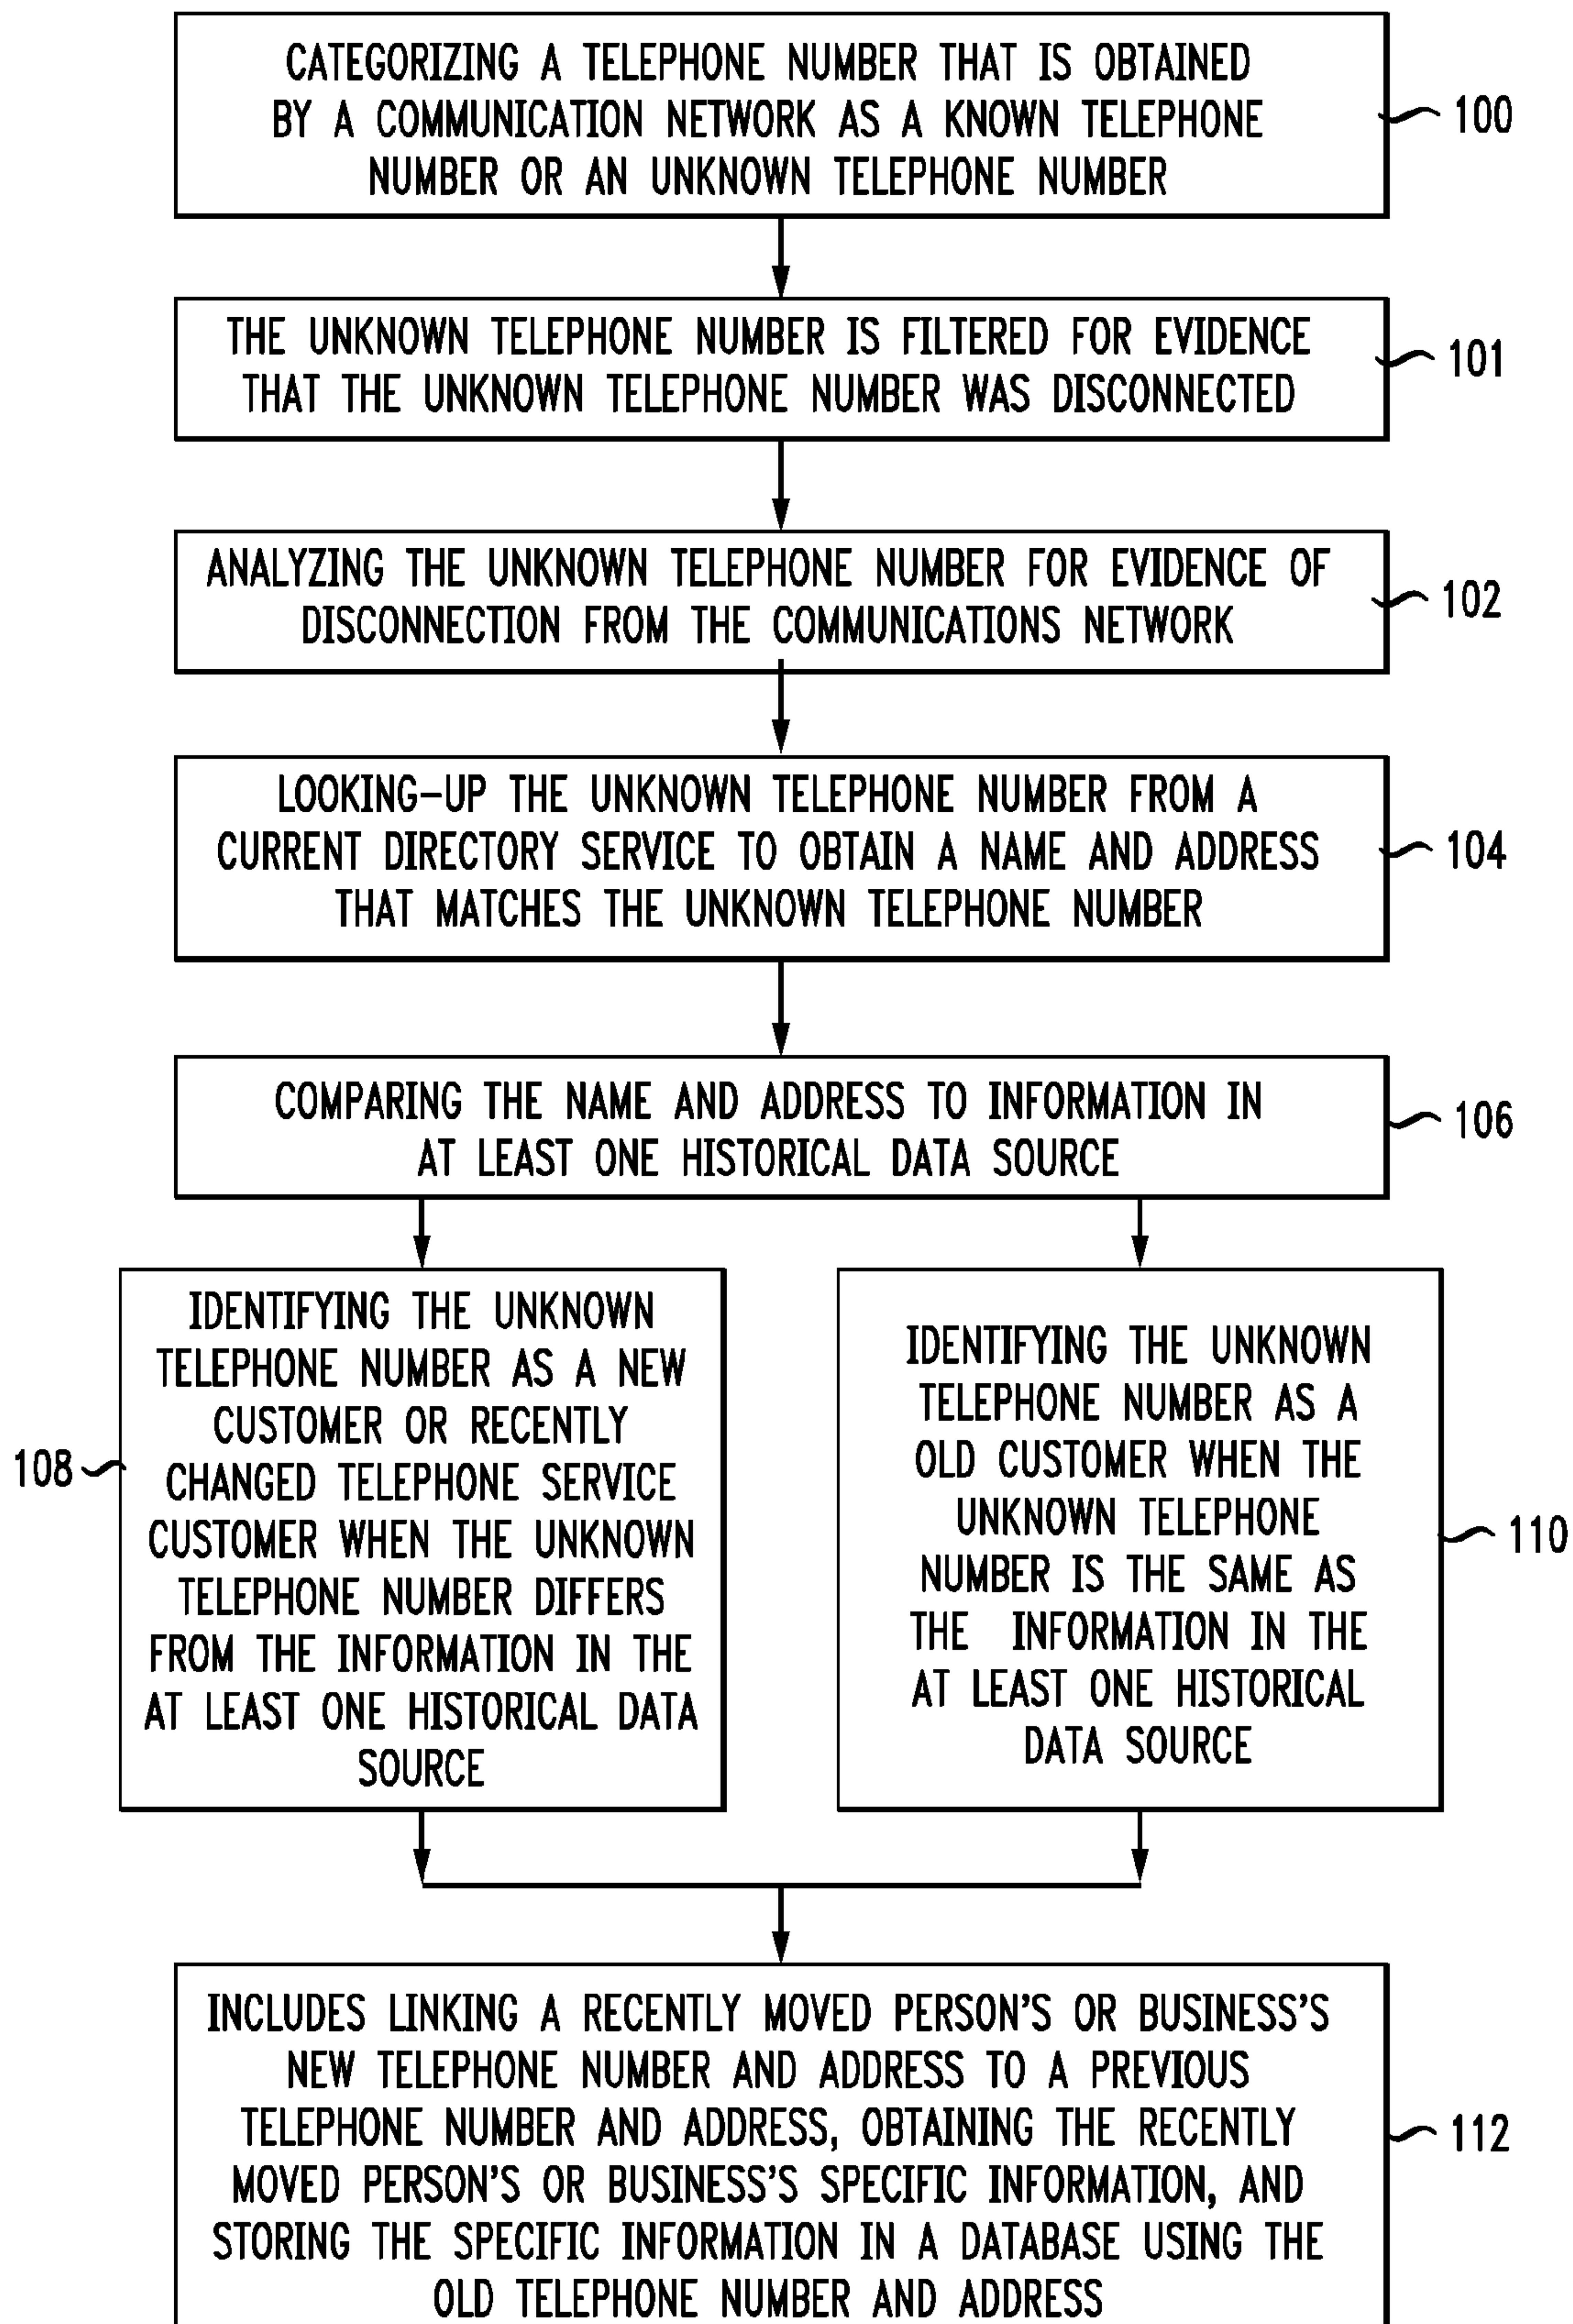 CATEGORIZING A TELEPHONE NUMBER THAT IS OBTAINED
BY A COMMUNICATION NETWORK AS A KNOWN TELEPHONE
NUMBER OR AN UNKNOWN TELEPHONE NUMBER
100
THE UNKNOWN TELEPHONE NUMBER IS FILTERED FOR EVIDENCE
THAT THE UNKNOWN TELEPHONE NUMBER WAS DISCONNECTED
101
ANALYZING THE UNKNOWN TELEPHONE NUMBER FOR EVIDENCE OF
DISCONNECTION FROM THE COMMUNICATIONS NETWORK
102
LOOKING-UP THE UNKNOWN TELEPHONE NUMBER FROM A
CURRENT DIRECTORY SERVICE TO OBTAIN A NAME AND ADDRESS
THAT MATCHES THE UNKNOWN TELEPHONE NUMBER
104
COMPARING THE NAME AND ADDRESS TO INFORMATION IN
AT LEAST ONE HISTORICAL DATA SOURCE
106
IDENTIFYING THE UNKNOWN
TELEPHONE NUMBER AS A NEW
CUSTOMER OR RECENTLY
CHANGED TELEPHONE SERVICE
CUSTOMER WHEN THE UNKNOWN
TELEPHONE NUMBER DIFFERS
FROM THE INFORMATION IN THE
AT LEAST ONE HISTORICAL DATA
SOURCE
108
IDENTIFYING THE UNKNOWN
TELEPHONE NUMBER AS A
OLD CUSTOMER WHEN THE
UNKNOWN TELEPHONE
NUMBER IS THE SAME AS
THE INFORMATION IN THE
AT LEAST ONE HISTORICAL
DATA SOURCE
110
INCLUDES LINKING A RECENTLY MOVED PERSON'S OR BUSINESS'S
NEW TELEPHONE NUMBER AND ADDRESS TO A PREVIOUS
TELEPHONE NUMBER AND ADDRESS, OBTAINING THE RECENTLY
MOVED PERSON'S OR BUSINESS'S SPECIFIC INFORMATION, AND
STORING THE SPECIFIC INFORMATION IN A DATABASE USING THE
OLD TELEPHONE NUMBER AND ADDRESS
112